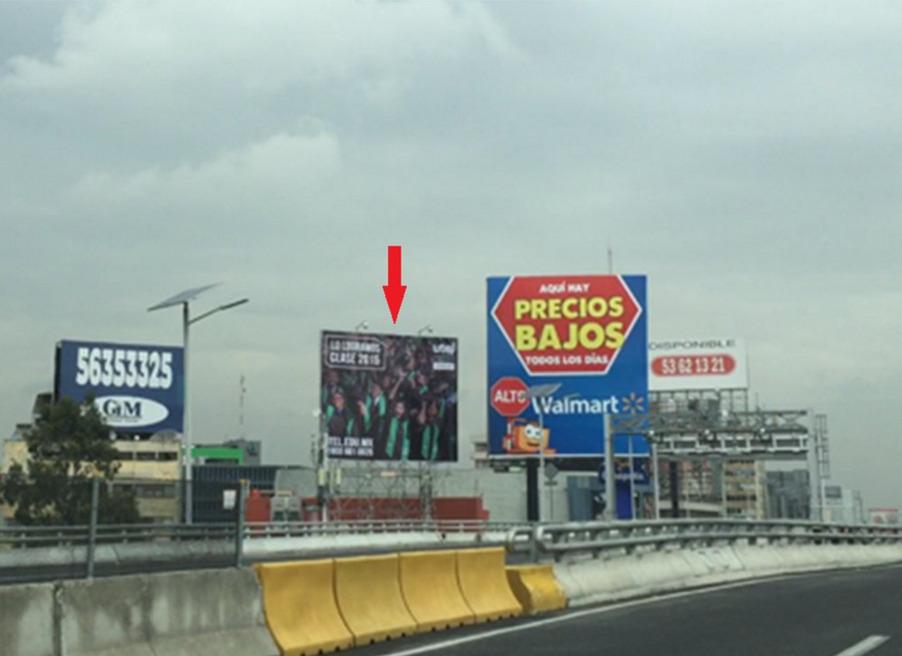 56353325
G M
LO LOGRAMOS
CLASE 2015
AQUÍ HAY
PRECIOS
BAJOS
TODOS LOS DÍAS
ALTO
Walmart
DISPONIBLE
53 62 13 21